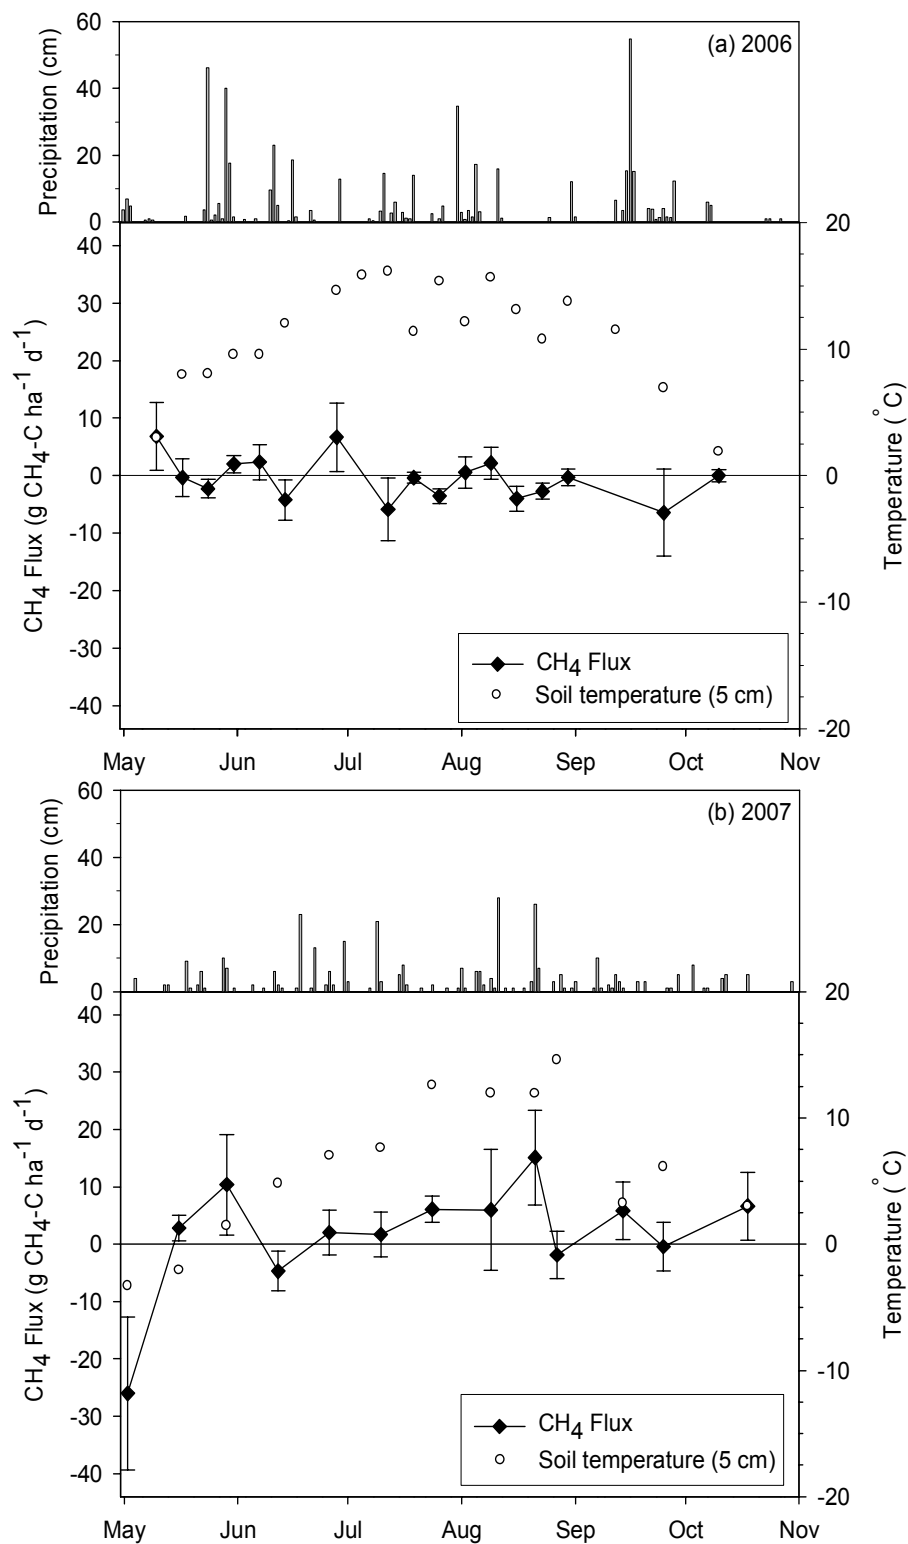 (a) 2006
Precipitation (cm)
60
40
20
0
CH4 Flux (g CH4-C ha-1 d-1)
40
30
20
10
0
-10
-20
-30
-40
Temperature (°C)
20
10
0
-10
-20
CH4 Flux
Soil temperature (5 cm)
May Jun Jul Aug Sep Oct Nov
(b) 2007
Precipitation (cm)
60
40
20
0
CH4 Flux (g CH4-C ha-1 d-1)
40
30
20
10
0
-10
-20
-30
-40
Temperature (°C)
20
10
0
-10
-20
CH4 Flux
Soil temperature (5 cm)
May Jun Jul Aug Sep Oct Nov